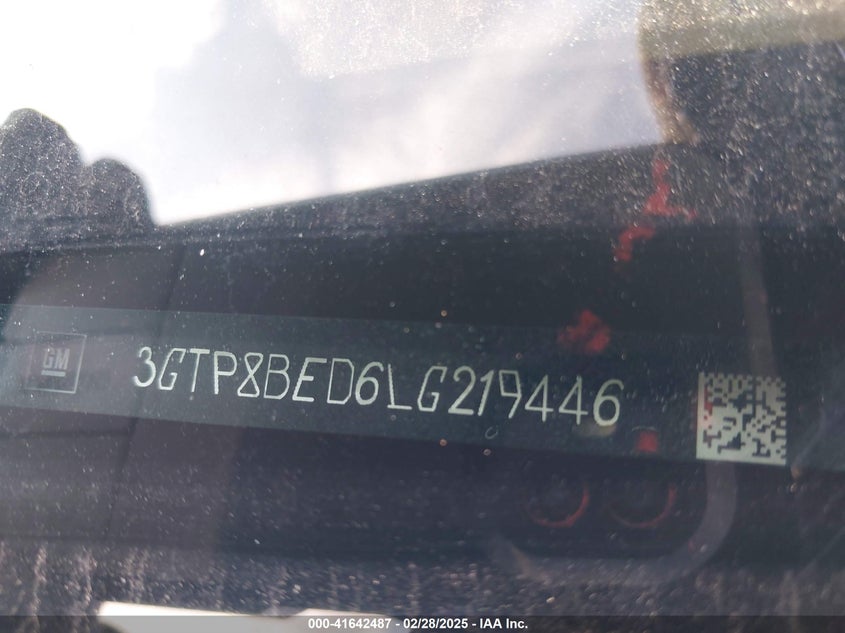 GM
3GTP8BED6LG219446
000-41642487 - 02/28/2025 - IAA Inc.